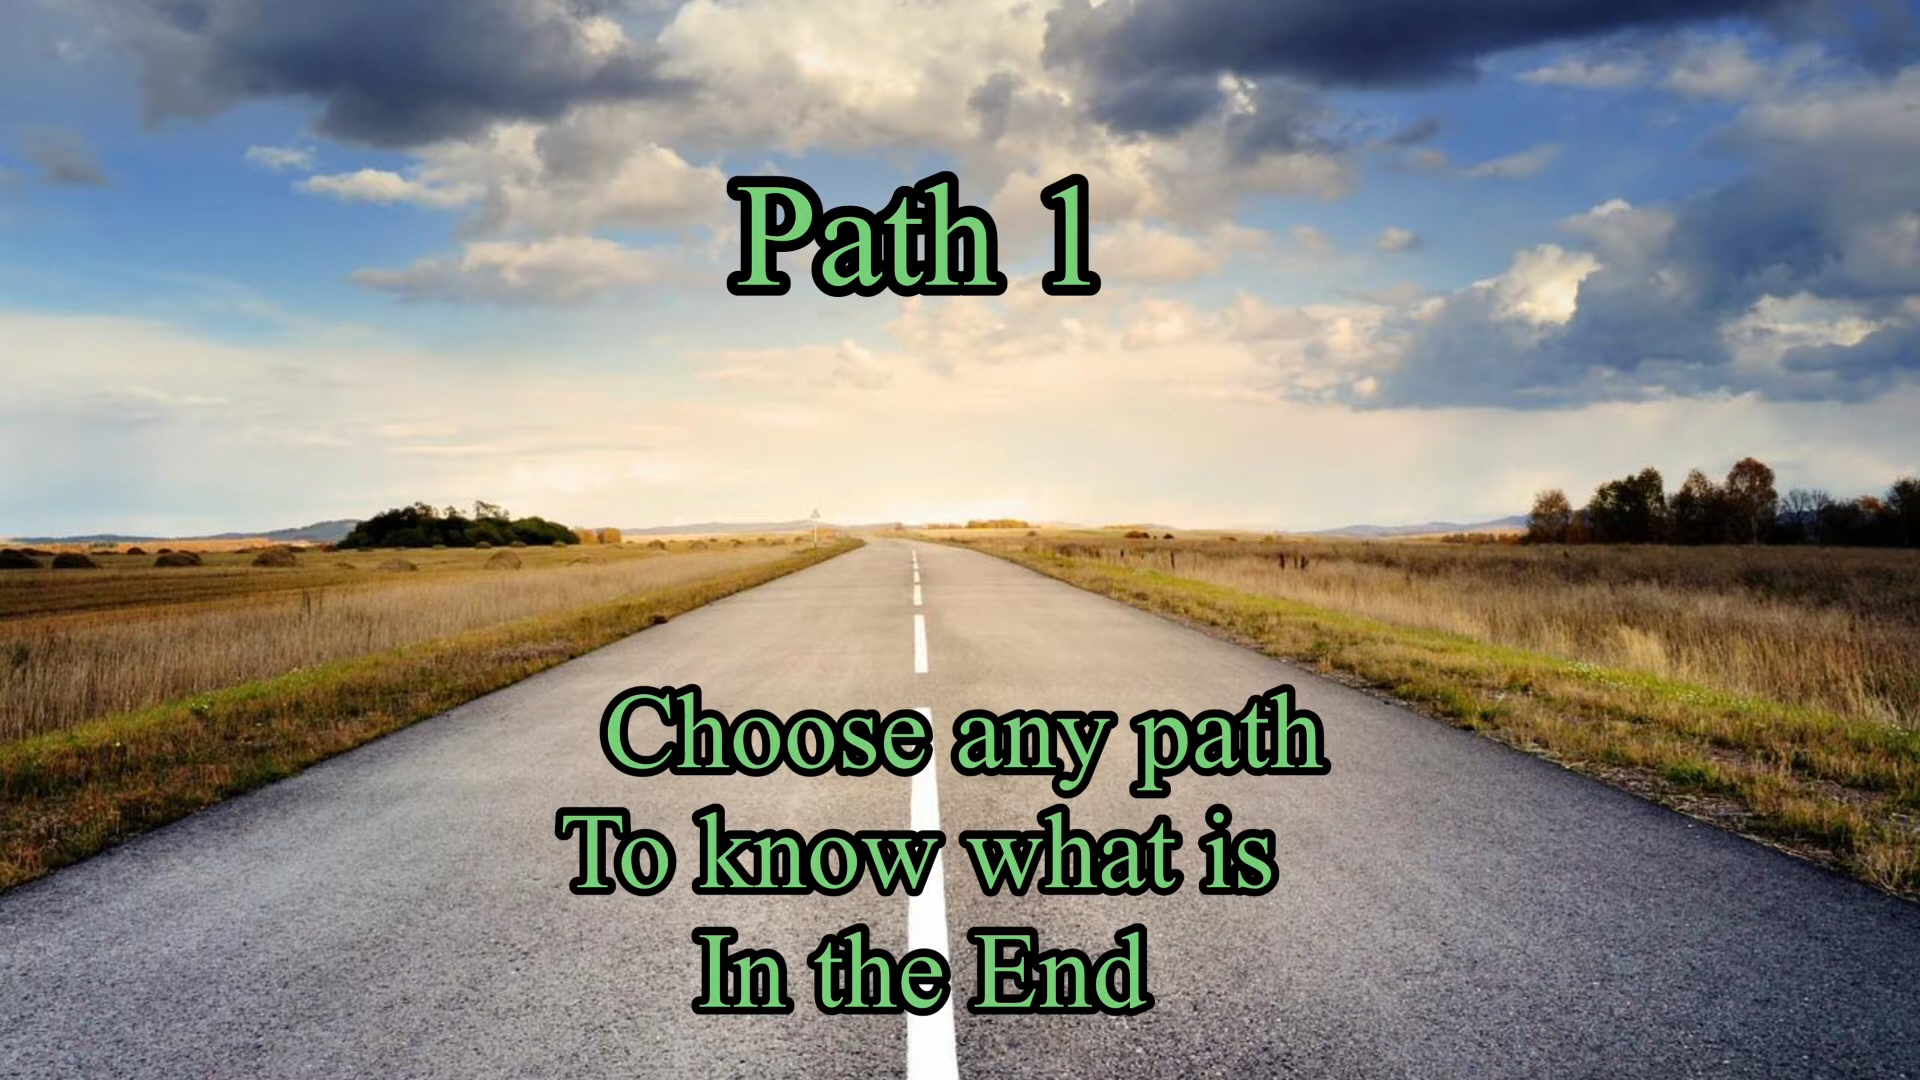 Path 1
Choose any path
To know what is
In the End